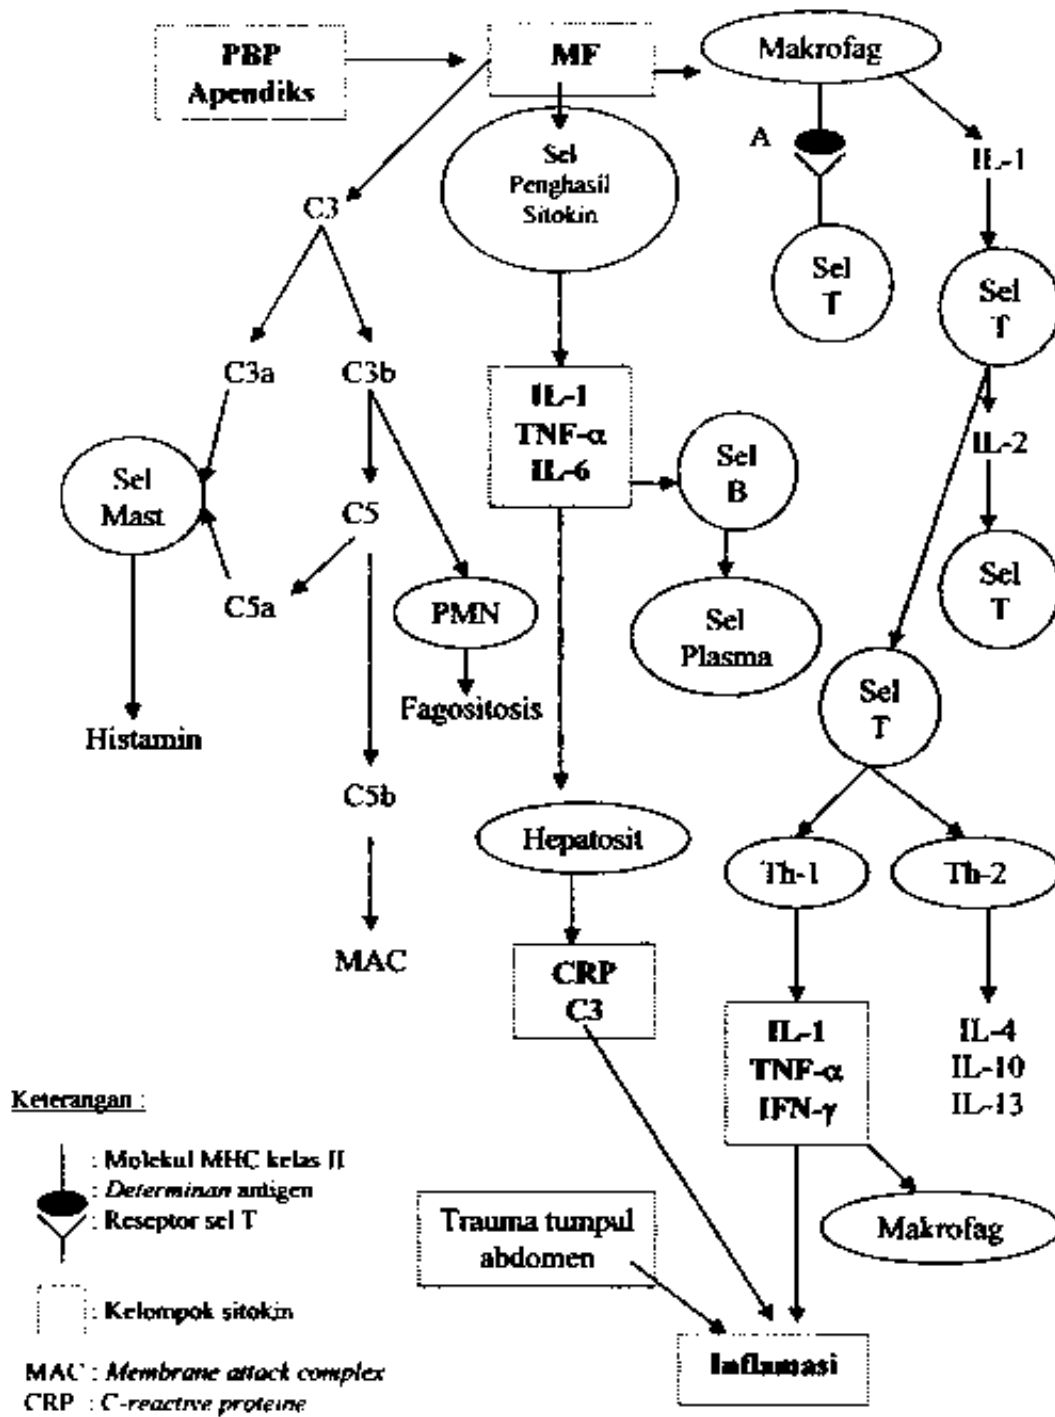 PBP
Apendiks
MF
Makrofag
A
IL-1
Sel
Penghasil
Sitokin
C3
Sel
T
Sel
T
C3a
C3b
IL-1
TNF-α
IL-6
Sel
B
IL-2
Sel
Mast
C5
C5a
PMN
Sel
Plasma
Sel
T
Fagositosis
Sel
T
Histamin
C5b
Hepatosit
Th-1
Th-2
MAC
CRP
C3
IL-1
TNF-α
IFN-γ
IL-4
IL-10
IL-13
Keterangan :
: Molekul MHC kelas II
: Determinan antigen
: Reseptor sel T
Trauma tumpul
abdomen
Makrofag
: Kelompok sitokin
Inflamasi
MAC : Membrane attack complex
CRP : C-reactive proteine